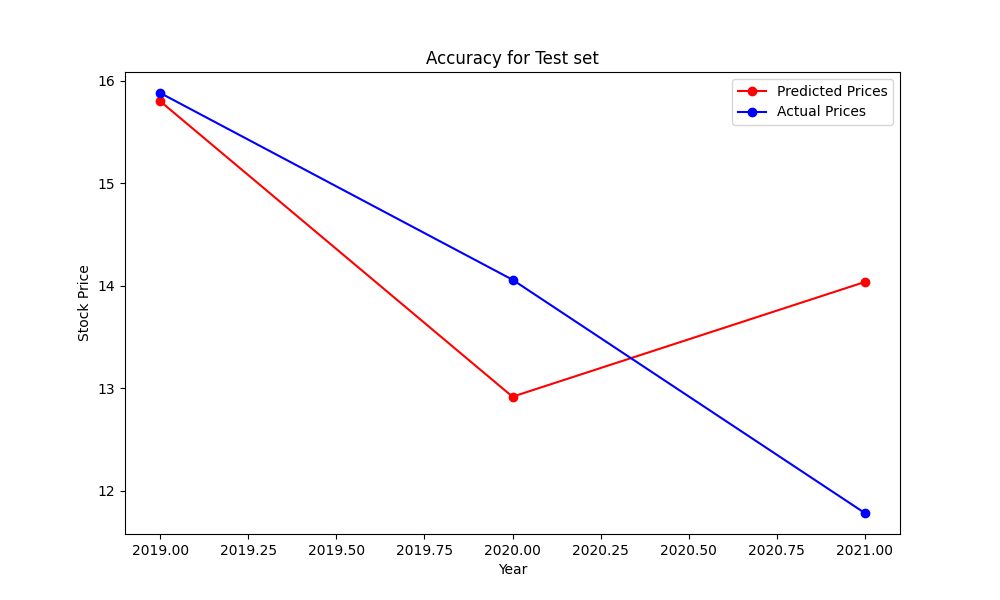 Accuracy for Test set
Predicted Prices
Actual Prices
16
15
14
13
12
Stock Price
2019.00 2019.25 2019.50 2019.75 2020.00 2020.25 2020.50 2020.75 2021.00
Year